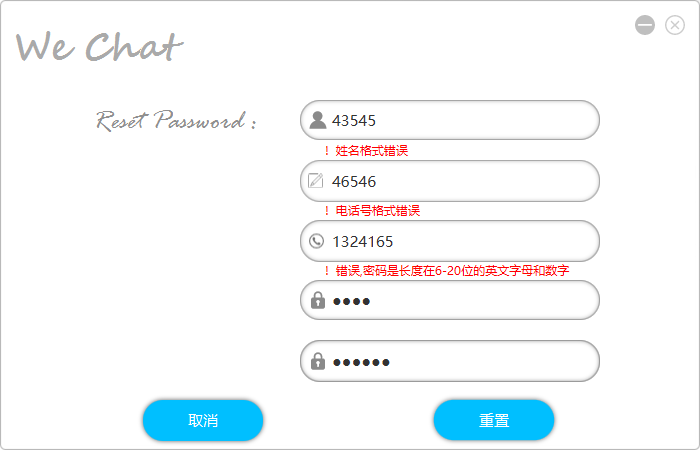 We Chat
Reset Password :
43545
! 姓名格式错误
46546
! 电话号格式错误
1324165
! 错误,密码是长度在6-20位的英文字母和数字
●●●●
●●●●●●
取消 重置